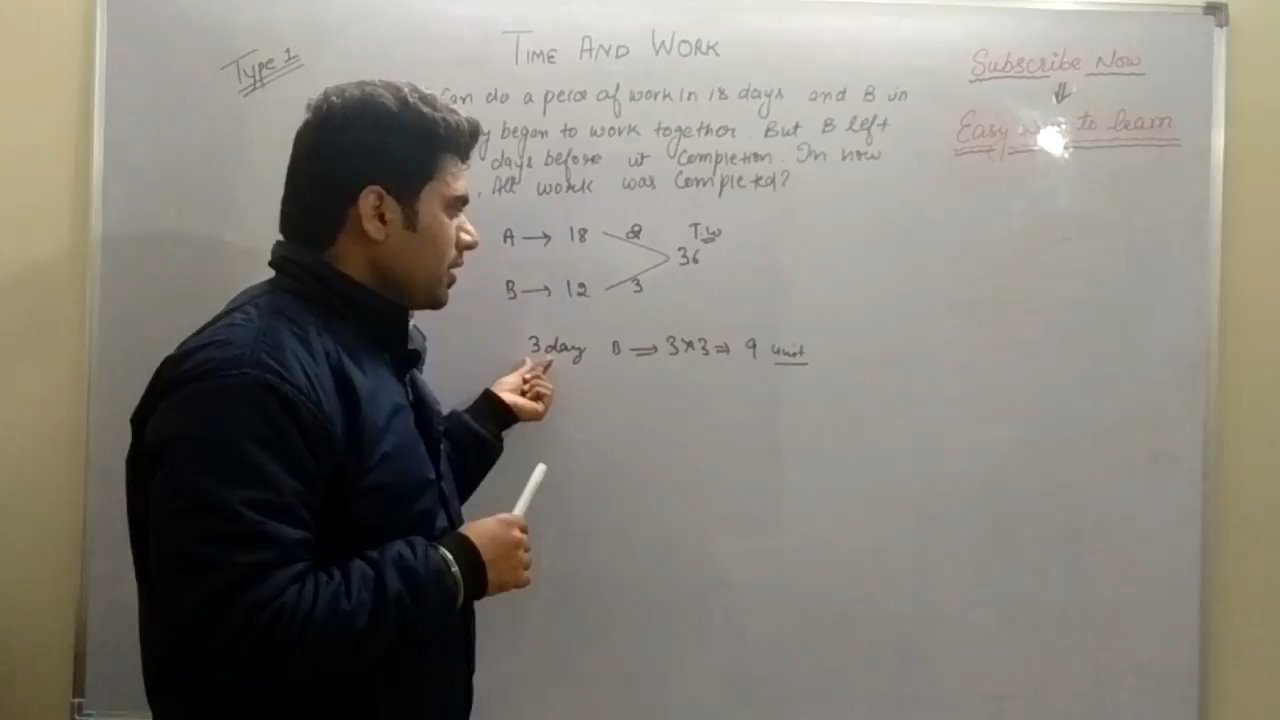 Type 1
TIME AND WORK
Subscribe Now
Easy to learn
Can do a peice of work in 18 days and B in
began to work together. But B left
days before it Completion. In how
, All work was Completed?
A → 18 2 T.W
36
B → 12 3
3 day B ⇒ 3×3 ⇒ 9 unit